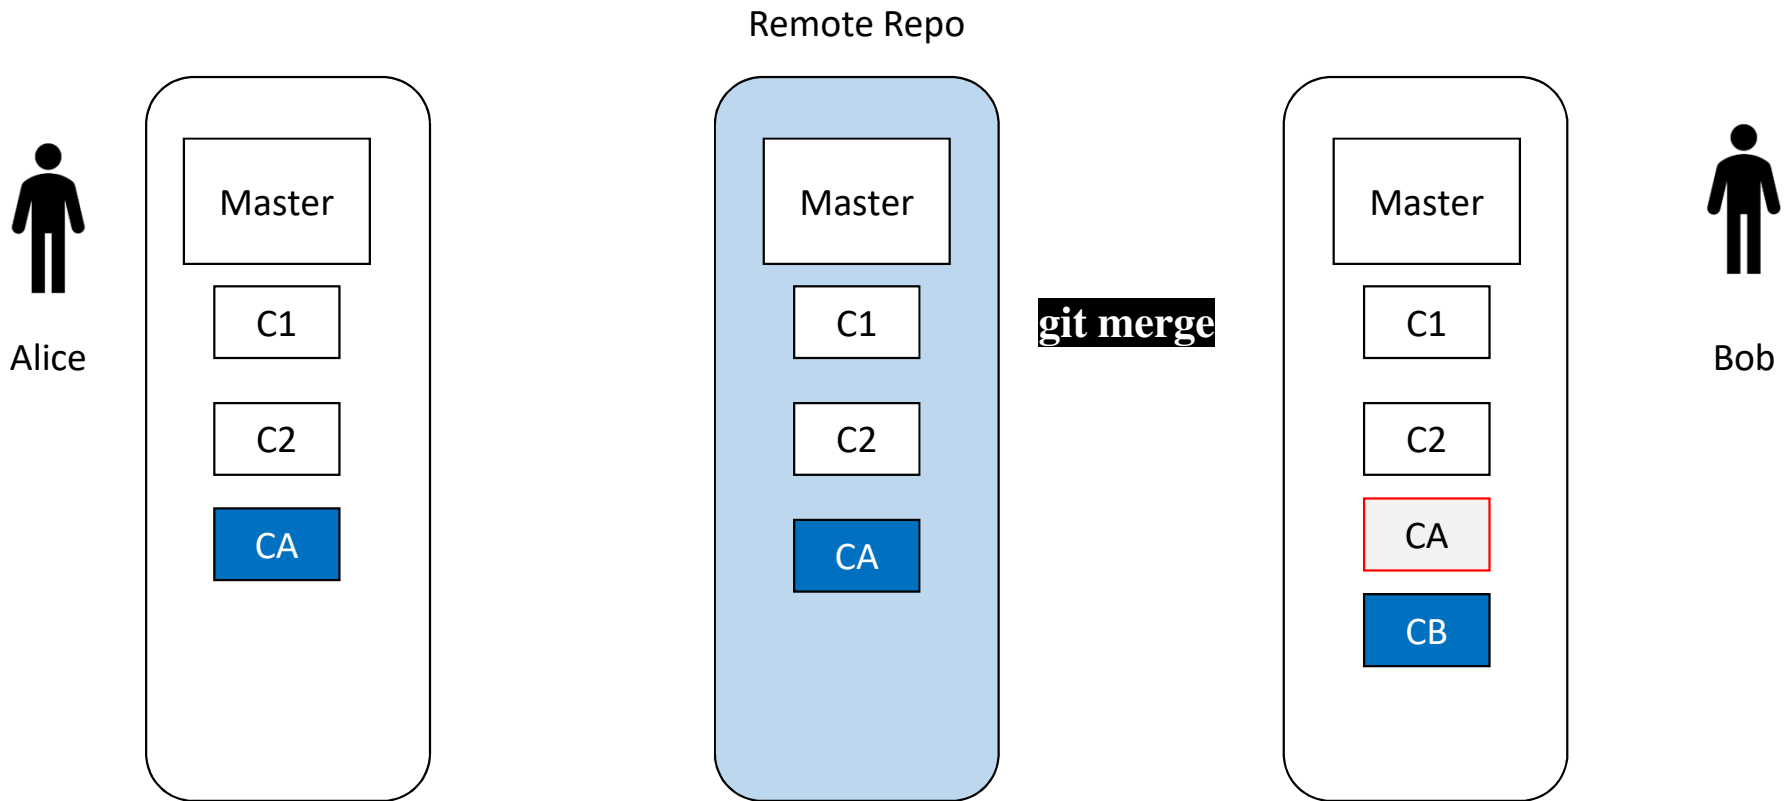 Remote Repo
Master
Master
Master
C1
C1
git merge
C1
Alice
Bob
C2
C2
C2
CA
CA
CA
CB